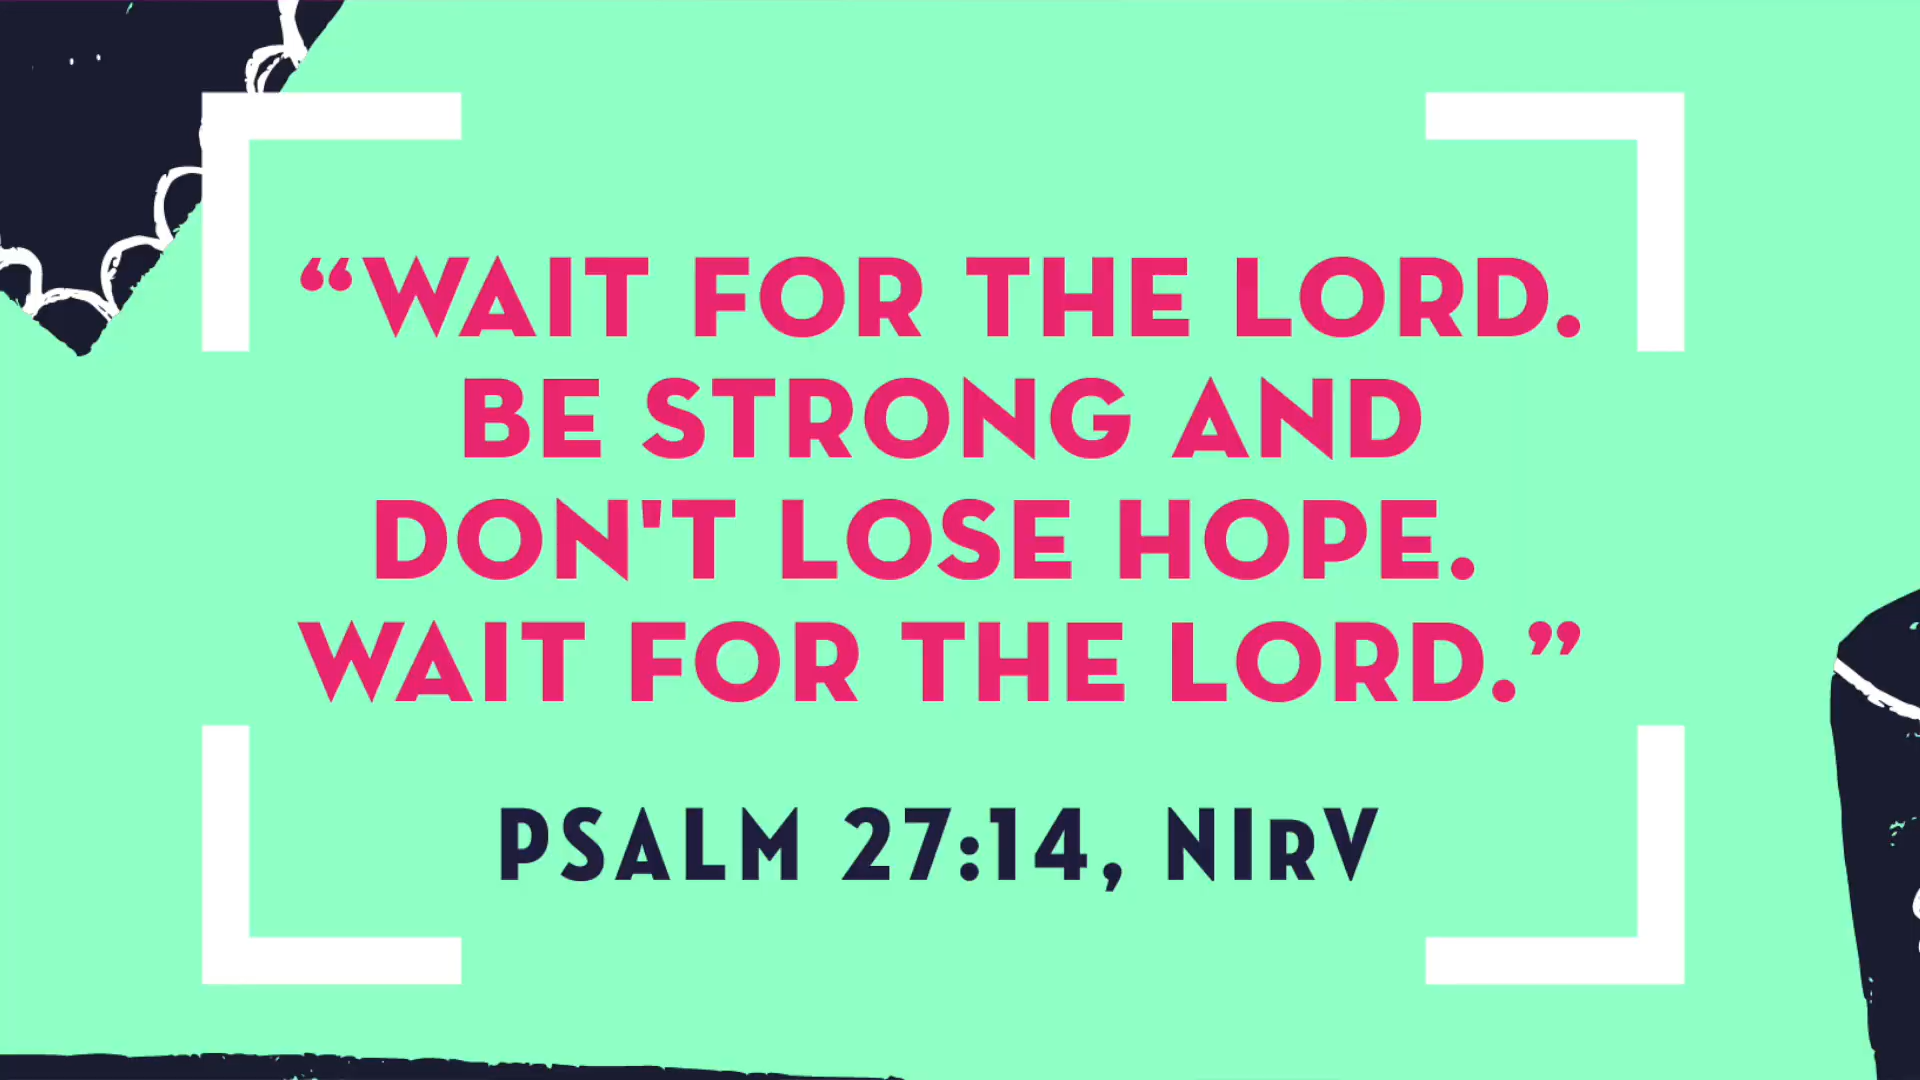 “WAIT FOR THE LORD.
BE STRONG AND
DON'T LOSE HOPE.
WAIT FOR THE LORD.”
PSALM 27:14, NIrV